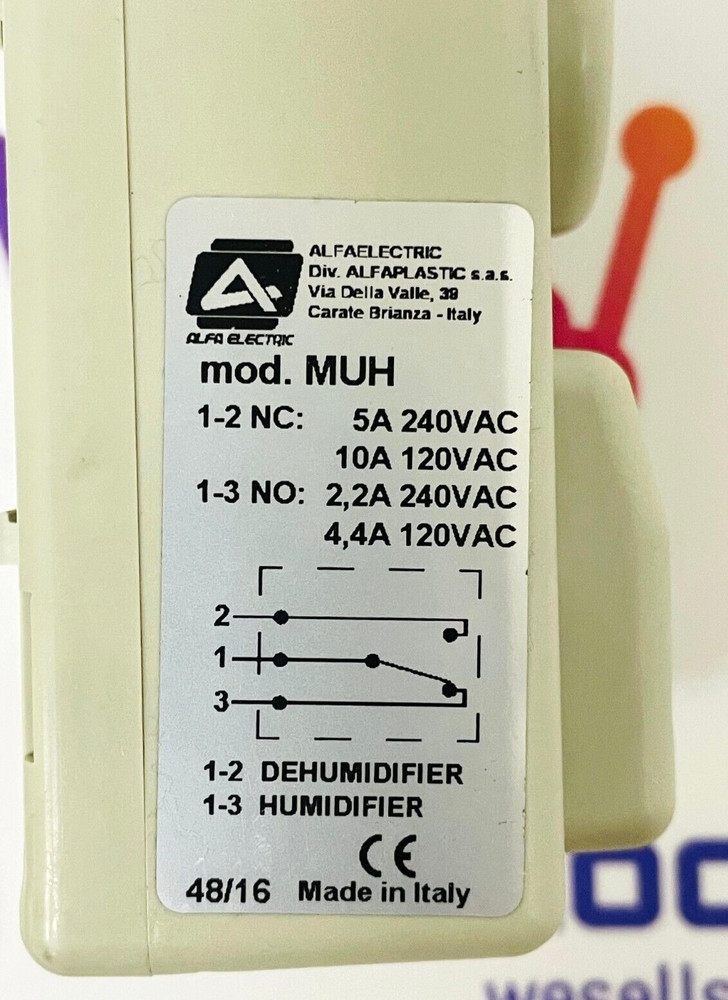 ALFAELECTRIC
Div. ALFAPLASTIC s.a.s.
Via Della Valle, 39
Carate Brianza - Italy
ALFA ELECTRIC
mod. MUH
1-2 NC: 5A 240VAC
10A 120VAC
1-3 NO: 2,2A 240VAC
4,4A 120VAC
2
1
3
1-2 DEHUMIDIFIER
1-3 HUMIDIFIER
CE
48/16 Made in Italy